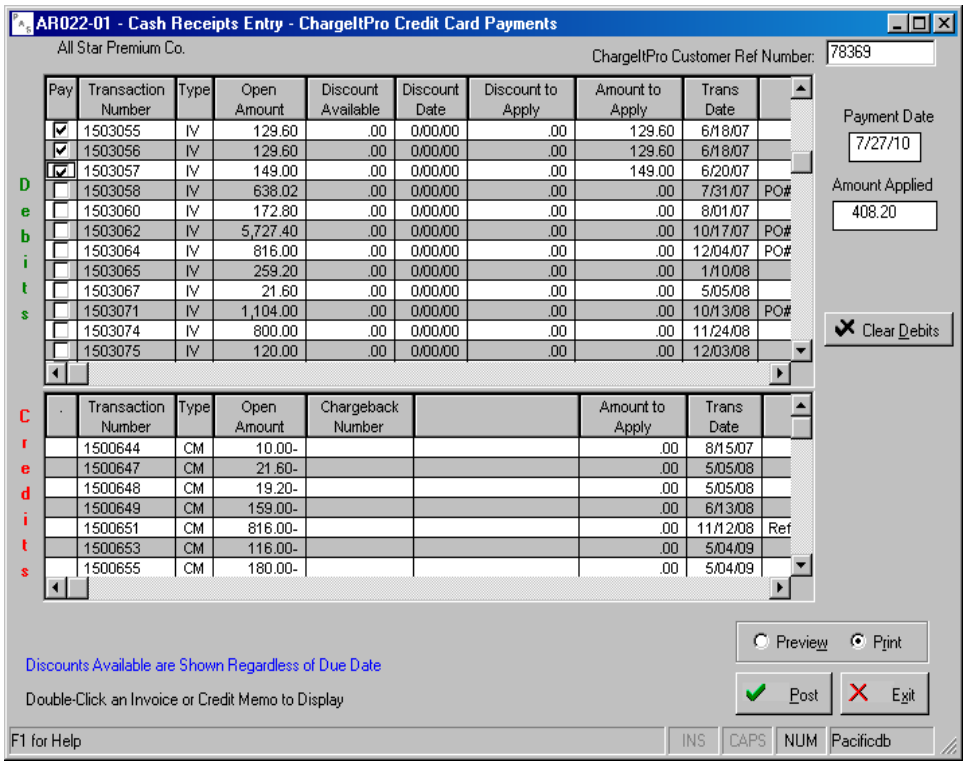 PAS AR022-01 - Cash Receipts Entry - ChargeItPro Credit Card Payments
All Star Premium Co.
ChargeItPro Customer Ref Number: 78369
Pay Transaction Number Type Open Amount Discount Available Discount Date Discount to Apply Amount to Apply Trans Date
1503055 IV 129.60 .00 0/00/00 .00 129.60 6/18/07
1503056 IV 129.60 .00 0/00/00 .00 129.60 6/18/07
1503057 IV 149.00 .00 0/00/00 .00 149.00 6/20/07
1503058 IV 638.02 .00 0/00/00 .00 .00 7/31/07 PO#
1503060 IV 172.80 .00 0/00/00 .00 .00 8/01/07
1503062 IV 5,727.40 .00 0/00/00 .00 .00 10/17/07 PO#
1503064 IV 816.00 .00 0/00/00 .00 .00 12/04/07 PO#
1503065 IV 259.20 .00 0/00/00 .00 .00 1/10/08
1503067 IV 21.60 .00 0/00/00 .00 .00 5/05/08
1503071 IV 1,104.00 .00 0/00/00 .00 .00 10/13/08 PO#
1503074 IV 800.00 .00 0/00/00 .00 .00 11/24/08
1503075 IV 120.00 .00 0/00/00 .00 .00 12/03/08
Debits
Payment Date
7/27/10
Amount Applied
408.20
Clear Debits
. Transaction Number Type Open Amount Chargeback Number Amount to Apply Trans Date
1500644 CM 10.00- .00 8/15/07
1500647 CM 21.60- .00 5/05/08
1500648 CM 19.20- .00 5/05/08
1500649 CM 159.00- .00 6/13/08
1500651 CM 816.00- .00 11/12/08 Ref
1500653 CM 116.00- .00 5/04/09
1500655 CM 180.00- .00 5/04/09
Credits
Preview Print
Discounts Available are Shown Regardless of Due Date
Double-Click an Invoice or Credit Memo to Display
Post Exit
F1 for Help INS CAPS NUM Pacificdb